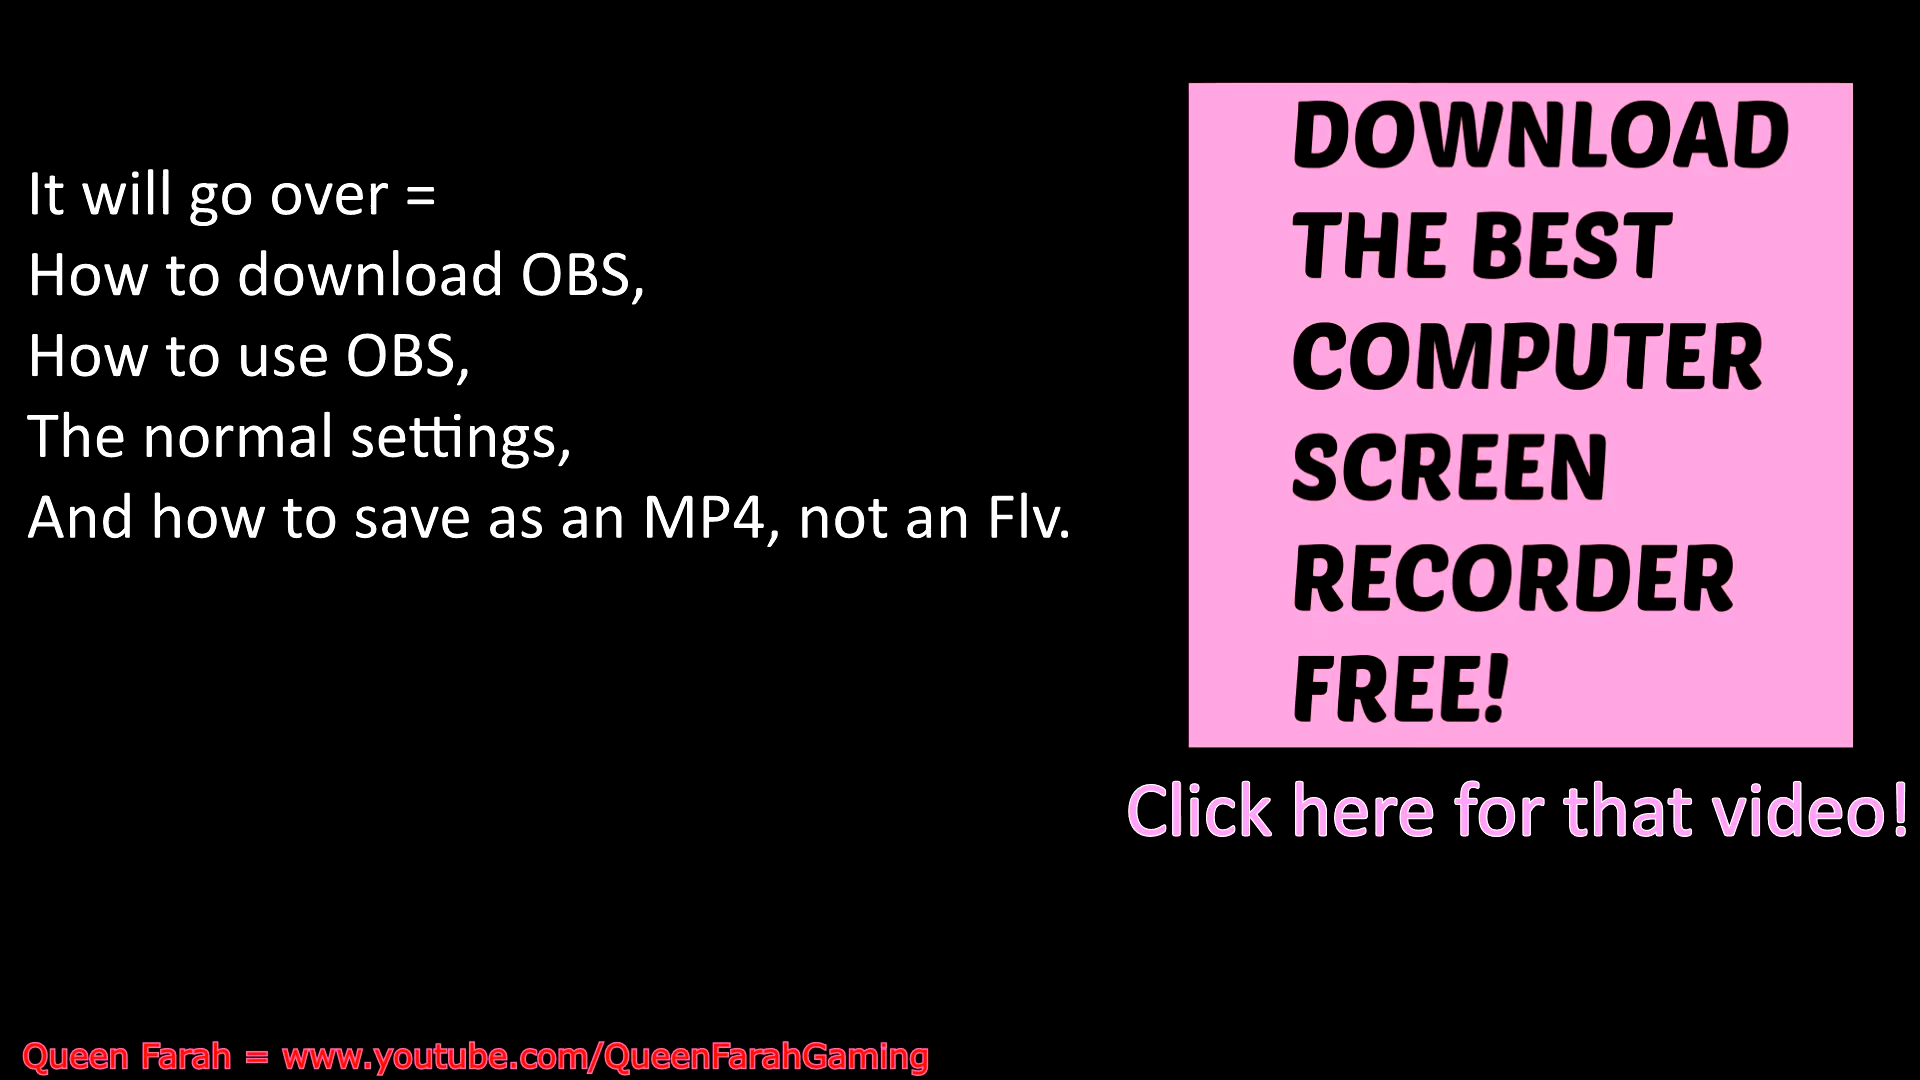 It will go over =
How to download OBS,
How to use OBS,
The normal settings,
And how to save as an MP4, not an Flv.
DOWNLOAD
THE BEST
COMPUTER
SCREEN
RECORDER
FREE!
Click here for that video!
Queen Farah = www.youtube.com/QueenFarahGaming